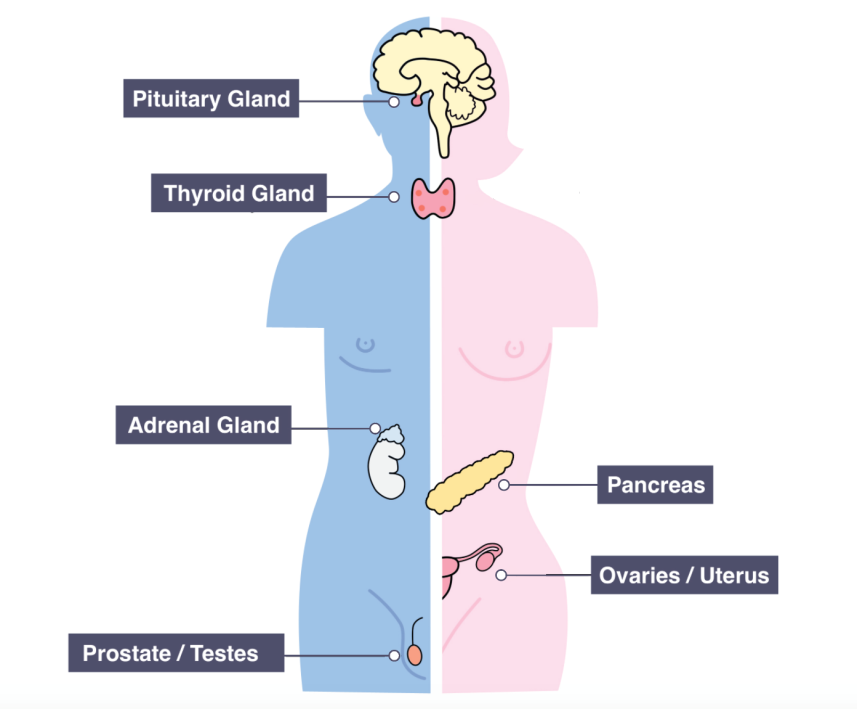 Pituitary Gland
Thyroid Gland
Adrenal Gland
Pancreas
Ovaries / Uterus
Prostate / Testes